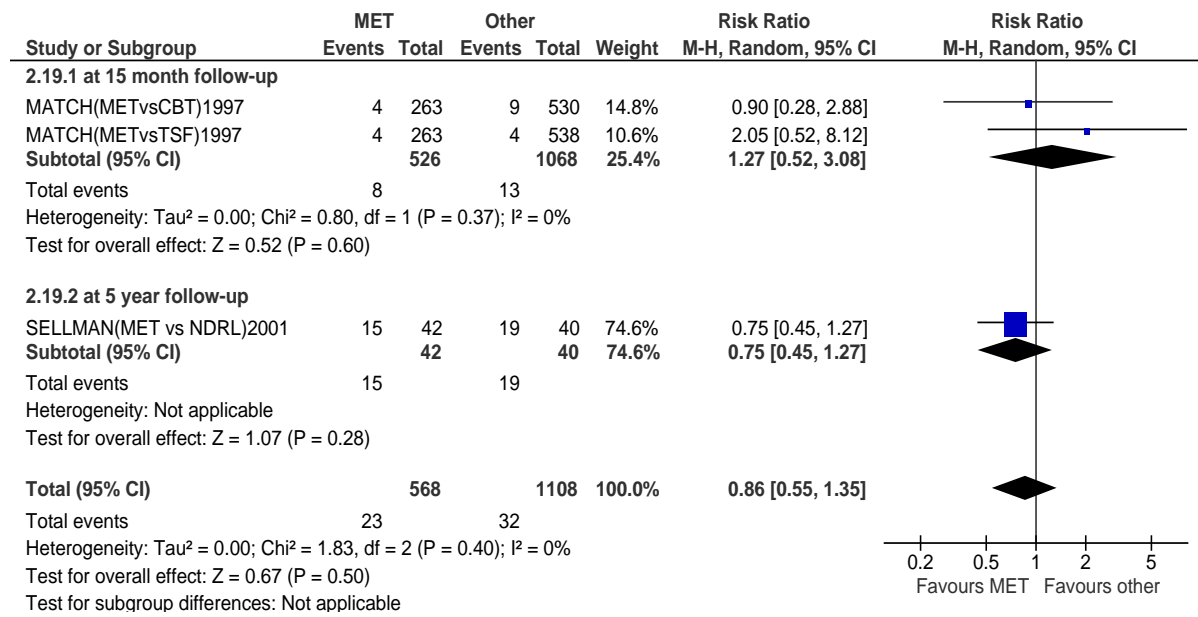 MET Other Risk Ratio Risk Ratio
Study or Subgroup Events Total Events Total Weight M-H, Random, 95% CI M-H, Random, 95% CI
2.19.1 at 15 month follow-up
MATCH(METvsCBT)1997 4 263 9 530 14.8% 0.90 [0.28, 2.88]
MATCH(METvsTSF)1997 4 263 4 538 10.6% 2.05 [0.52, 8.12]
Subtotal (95% CI) 526 1068 25.4% 1.27 [0.52, 3.08]
Total events 8 13
Heterogeneity: Tau² = 0.00; Chi² = 0.80, df = 1 (P = 0.37); I² = 0%
Test for overall effect: Z = 0.52 (P = 0.60)
2.19.2 at 5 year follow-up
SELLMAN(MET vs NDRL)2001 15 42 19 40 74.6% 0.75 [0.45, 1.27]
Subtotal (95% CI) 42 40 74.6% 0.75 [0.45, 1.27]
Total events 15 19
Heterogeneity: Not applicable
Test for overall effect: Z = 1.07 (P = 0.28)
Total (95% CI) 568 1108 100.0% 0.86 [0.55, 1.35]
Total events 23 32
Heterogeneity: Tau² = 0.00; Chi² = 1.83, df = 2 (P = 0.40); I² = 0%
Test for overall effect: Z = 0.67 (P = 0.50)
Test for subgroup differences: Not applicable
0.2 0.5 1 2 5
Favours MET Favours other